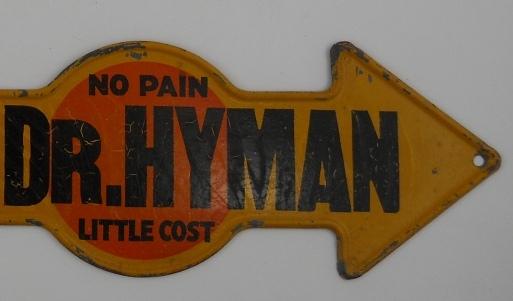 NO PAIN
DR. HYMAN
LITTLE COST